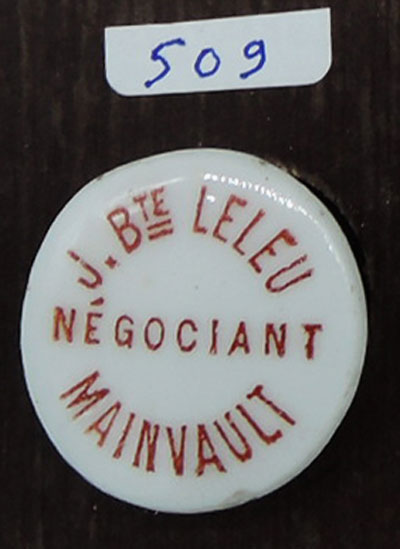 509
J. Bᵀᴱ LELEU
NÉGOCIANT
MAINVAULT